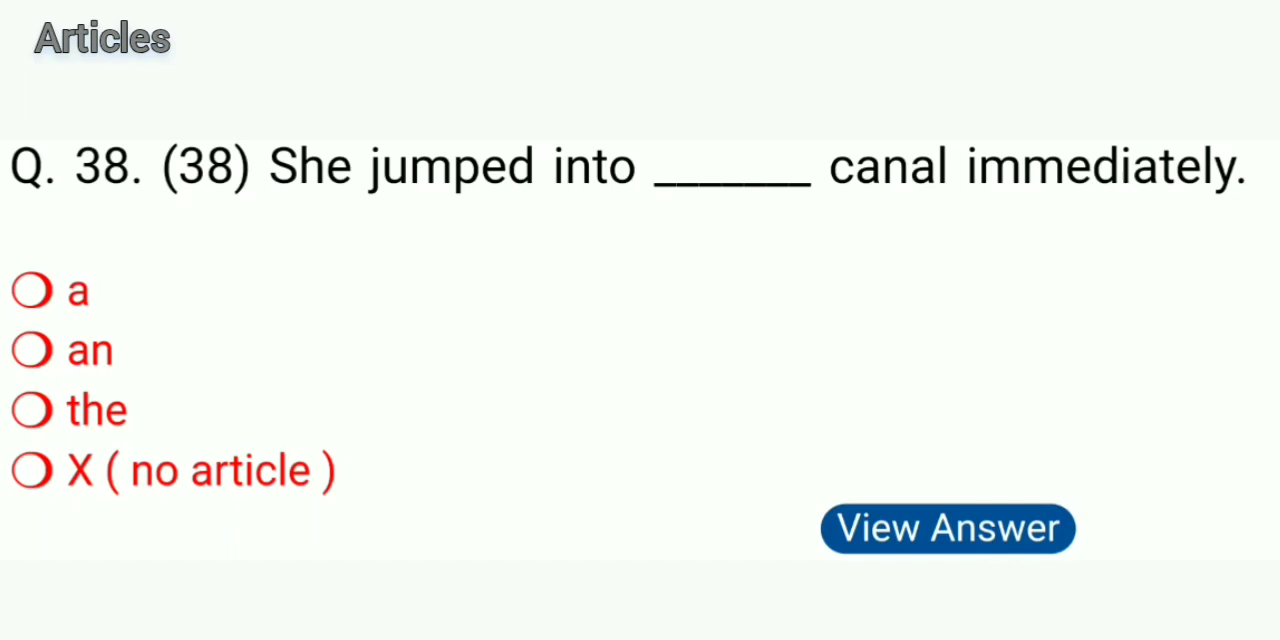 Articles
Q. 38. (38) She jumped into _______ canal immediately.
a
an
the
X ( no article )
View Answer